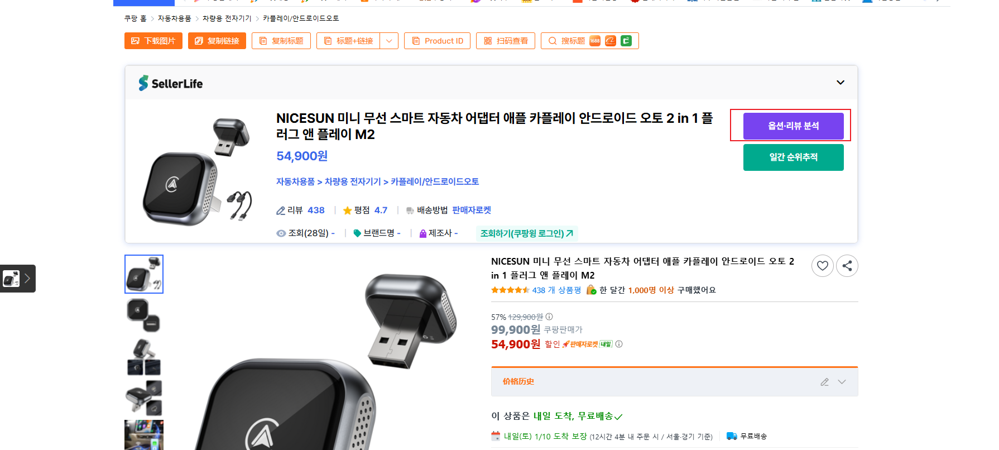 쿠팡 홈 > 자동차용품 > 차량용 전자기기 > 카플레이/안드로이드오토
下载图片 复制链接 复制标题 标题+链接 Product ID 扫码查看 搜标题 1688
SellerLife
NICESUN 미니 무선 스마트 자동차 어댑터 애플 카플레이 안드로이드 오토 2 in 1 플
러그 앤 플레이 M2
옵션·리뷰 분석
54,900원
일간 순위추적
자동차용품 > 차량용 전자기기 > 카플레이/안드로이드오토
리뷰 438 | 평점 4.7 | 배송방법 판매자로켓
조회(28일) - | 브랜드명 - | 제조사 - 조회하기(쿠팡윙 로그인)
NICESUN 미니 무선 스마트 자동차 어댑터 애플 카플레이 안드로이드 오토 2
in 1 플러그 앤 플레이 M2
438 개 상품평 한 달간 1,000명 이상 구매했어요
57% 129,900원
99,900원 쿠팡판매가
54,900원 할인 판매자로켓 내일
价格历史
이 상품은 내일 도착, 무료배송
내일(토) 1/10 도착 보장 (12시간 4분 내 주문 시 / 서울·경기 기준) 무료배송